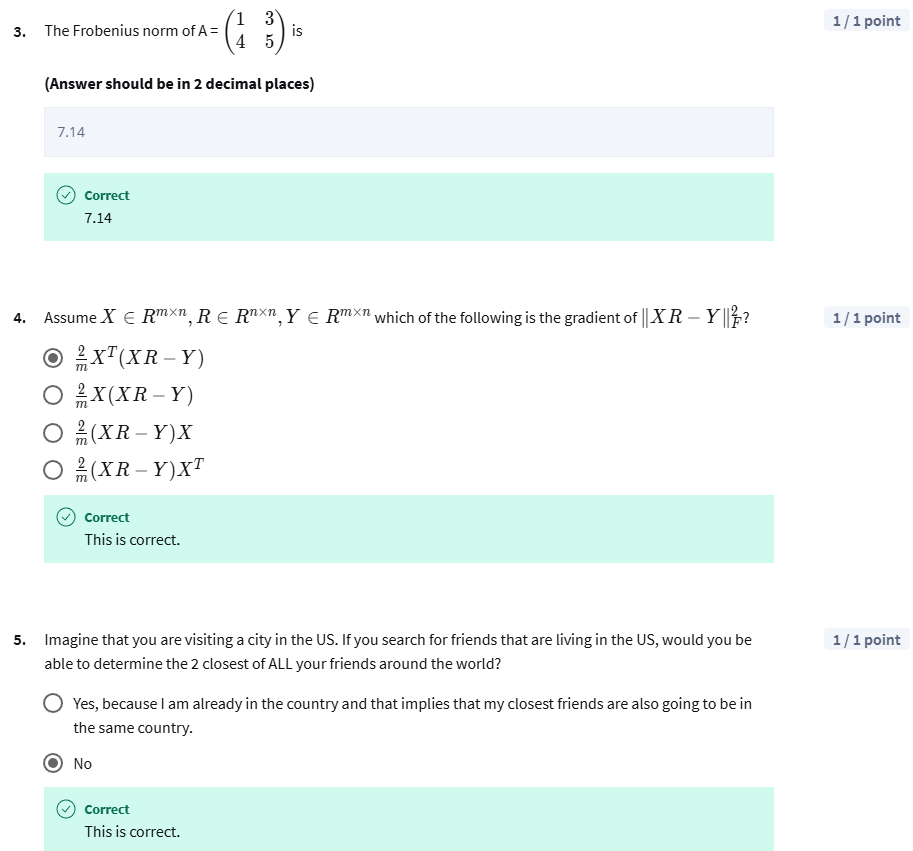 3. The Frobenius norm of A = $\begin{pmatrix} 1 & 3 \\ 4 & 5 \end{pmatrix}$ is
1 / 1 point
(Answer should be in 2 decimal places)
7.14
Correct
7.14
4. Assume $X \in R^{m \times n}, R \in R^{n \times n}, Y \in R^{m \times n}$ which of the following is the gradient of $\|XR - Y\|_F^2$?
1 / 1 point
$\frac{2}{m} X^T (XR - Y)$
$\frac{2}{m} X (XR - Y)$
$\frac{2}{m} (XR - Y) X$
$\frac{2}{m} (XR - Y) X^T$
Correct
This is correct.
5. Imagine that you are visiting a city in the US. If you search for friends that are living in the US, would you be
1 / 1 point
able to determine the 2 closest of ALL your friends around the world?
Yes, because I am already in the country and that implies that my closest friends are also going to be in
the same country.
No
Correct
This is correct.